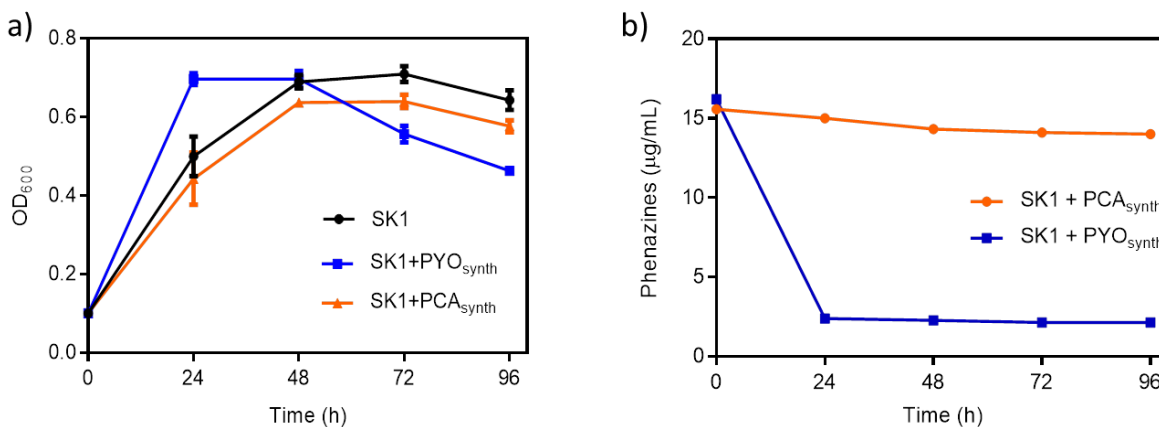 a)
0.8
0.6
0.4
0.2
0.0
OD600
0 24 48 72 96
Time (h)
SK1
SK1+PYOsynth
SK1+PCAsynth
b)
20
15
10
5
0
Phenazines (µg/mL)
0 24 48 72 96
Time (h)
SK1 + PCAsynth
SK1 + PYOsynth